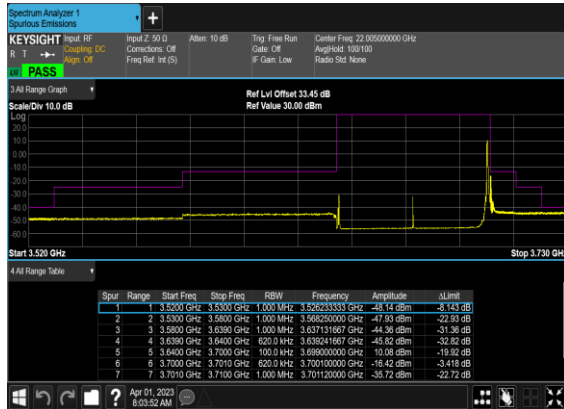 Spectrum Analyzer 1
Spurious Emissions
KEYSIGHT Input: RF Input Z: 50 Ω Atten: 10 dB Trig: Free Run Center Freq: 22.005000000 GHz
R T Coupling: DC Corrections: Off Gate: Off Avg|Hold: 100/100
Align: Off Freq Ref: Int (S) IF Gain: Low Radio Std: None
PASS
3 All Range Graph
Ref Lvl Offset 33.45 dB
Scale/Div 10.0 dB Ref Value 30.00 dBm
Log
20.0
10.0
0.00
-10.0
-20.0
-30.0
-40.0
-50.0
-60.0
Start 3.520 GHz Stop 3.730 GHz
4 All Range Table
Spur Range Start Freq Stop Freq RBW Frequency Amplitude ΔLimit
1 1 3.5200 GHz 3.5300 GHz 1.000 MHz 3.526233333 GHz -48.14 dBm -8.143 dB
2 2 3.5300 GHz 3.5800 GHz 1.000 MHz 3.568250000 GHz -47.93 dBm -22.93 dB
3 3 3.5800 GHz 3.6390 GHz 1.000 MHz 3.637131667 GHz -44.36 dBm -31.36 dB
4 4 3.6390 GHz 3.6400 GHz 620.0 kHz 3.639241667 GHz -45.82 dBm -32.82 dB
5 5 3.6400 GHz 3.7000 GHz 100.0 kHz 3.699000000 GHz 10.08 dBm -19.92 dB
6 6 3.7000 GHz 3.7010 GHz 620.0 kHz 3.700100000 GHz -16.42 dBm -3.418 dB
7 7 3.7010 GHz 3.7100 GHz 1.000 MHz 3.701120000 GHz -35.72 dBm -22.72 dB
Apr 01, 2023
8:03:52 AM